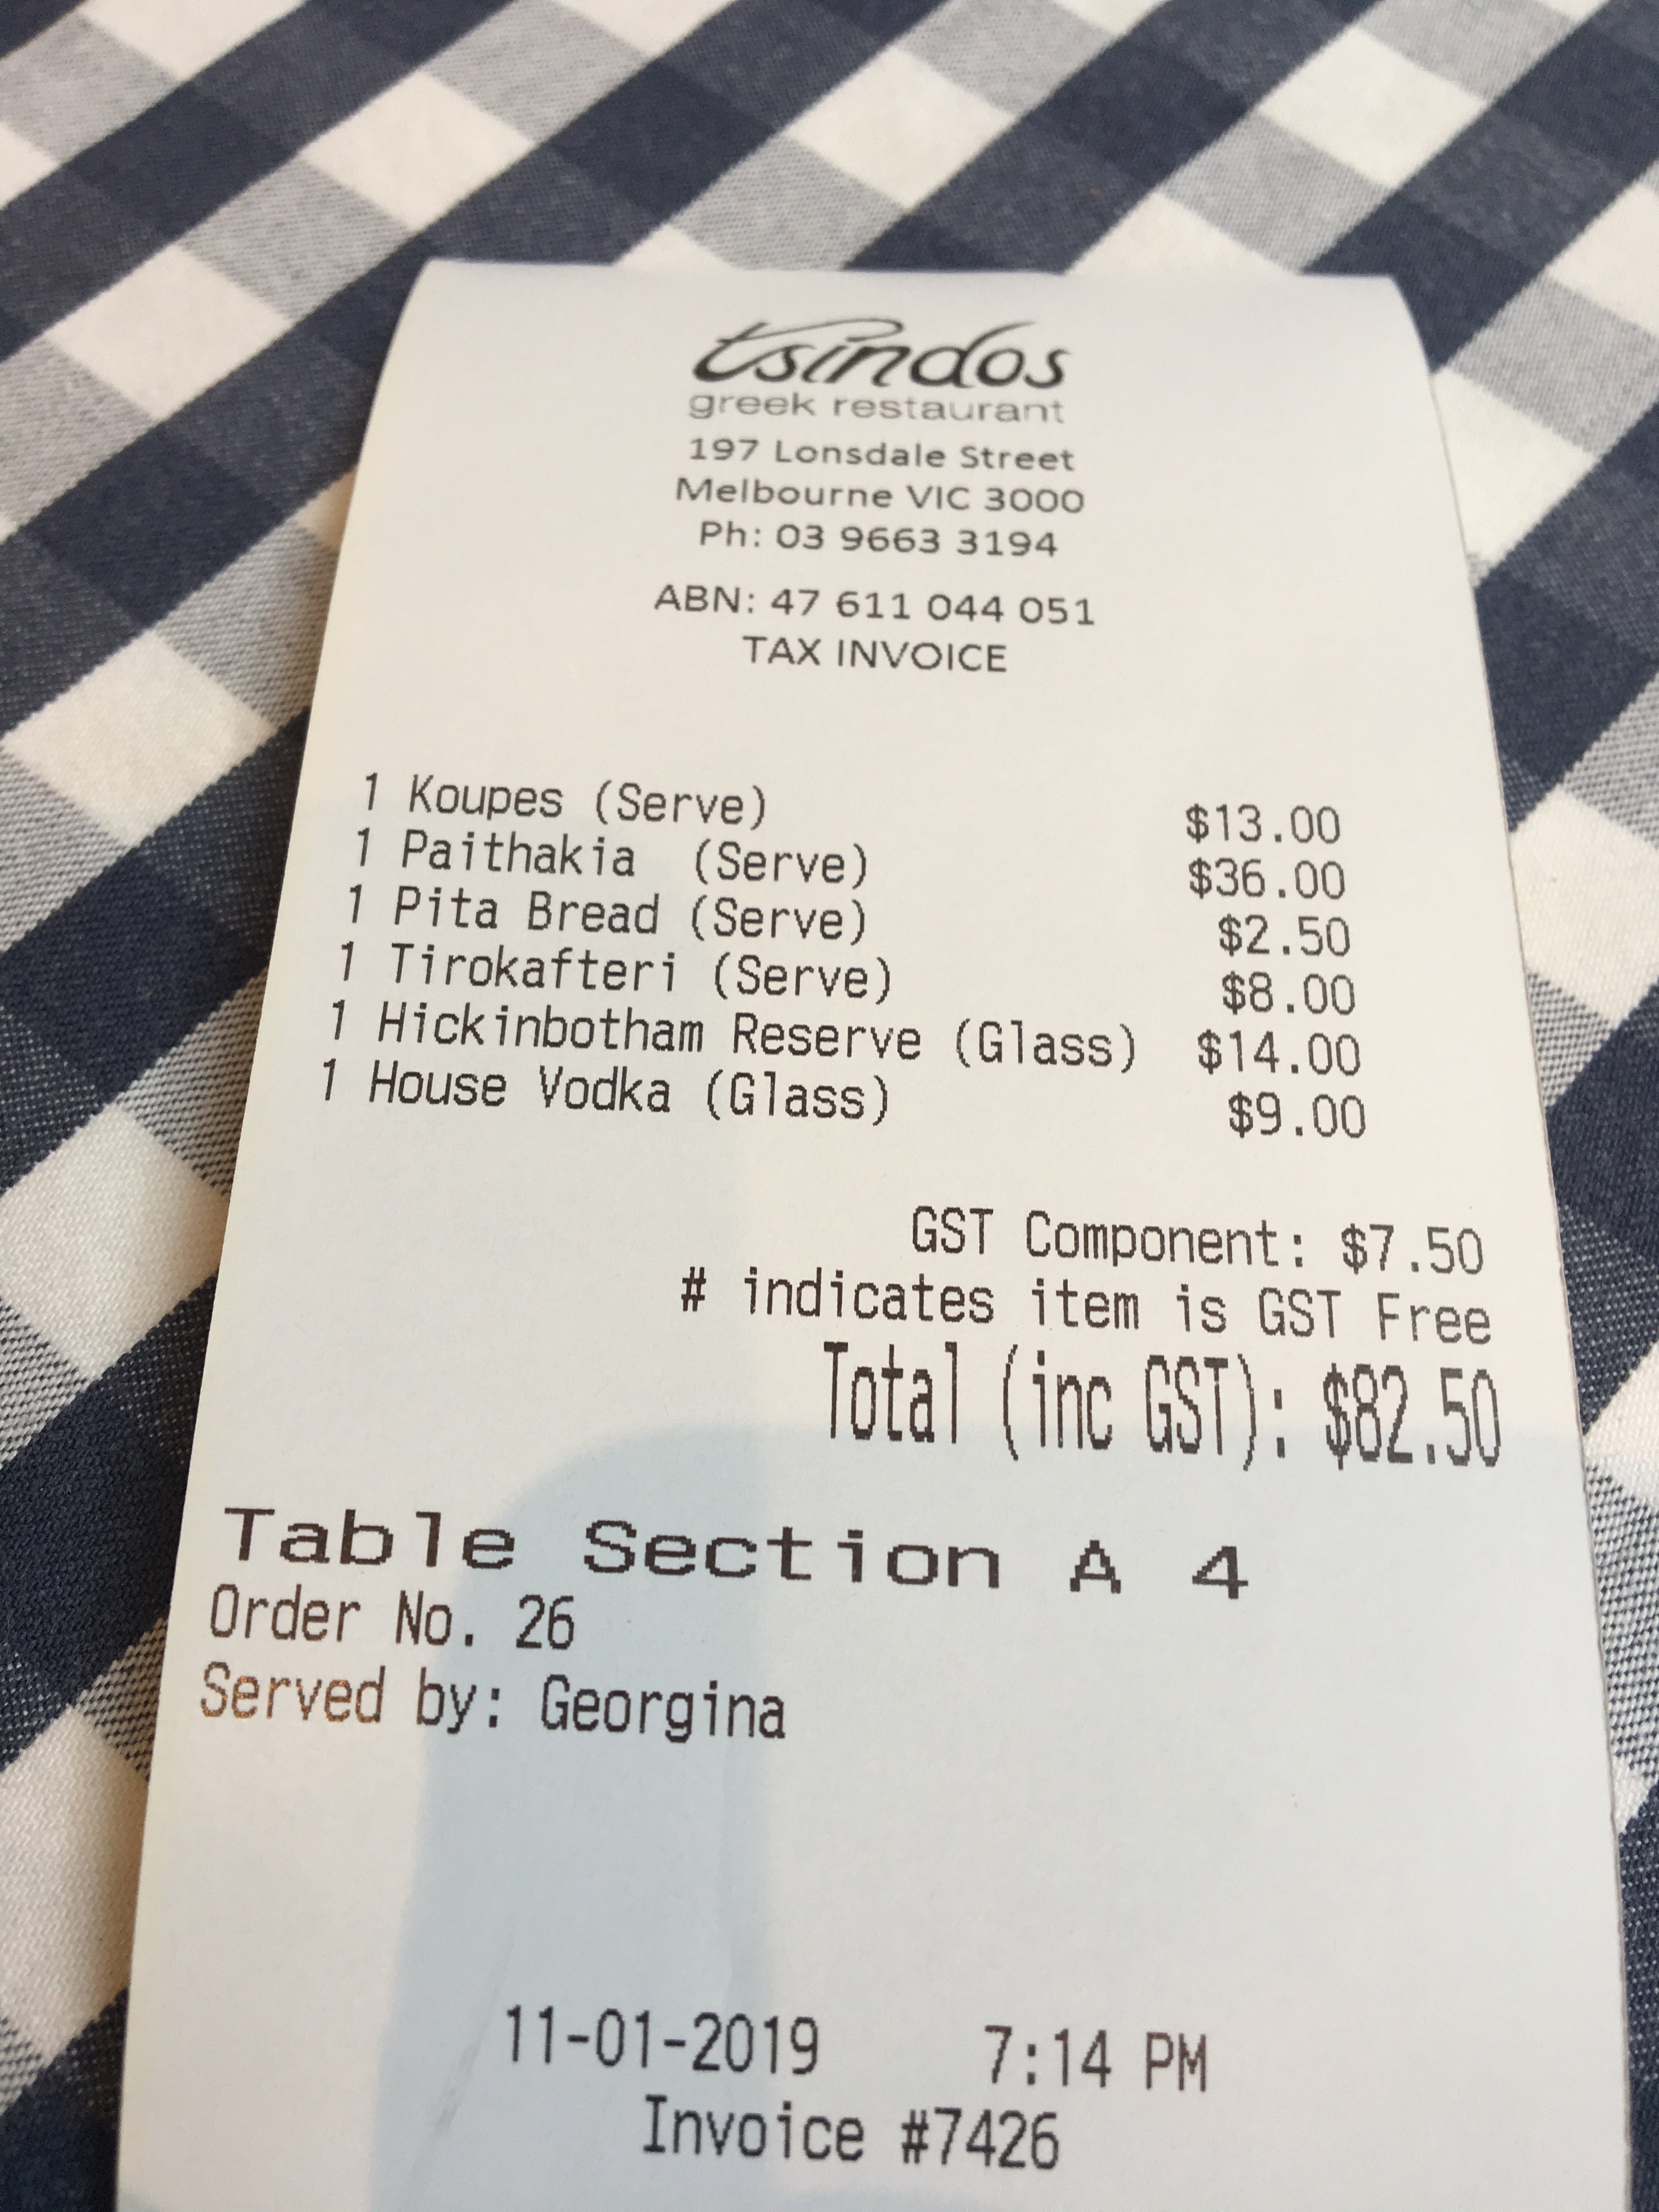 tsindos
greek restaurant
197 Lonsdale Street
Melbourne VIC 3000
Ph: 03 9663 3194
ABN: 47 611 044 051
TAX INVOICE
1 Koupes (Serve) $13.00
1 Paithakia (Serve) $36.00
1 Pita Bread (Serve) $2.50
1 Tirokafteri (Serve) $8.00
1 Hickinbotham Reserve (Glass) $14.00
1 House Vodka (Glass) $9.00
GST Component: $7.50
# indicates item is GST Free
Total (inc GST): $82.50
Table Section A 4
Order No. 26
Served by: Georgina
11-01-2019 7:14 PM
Invoice #7426